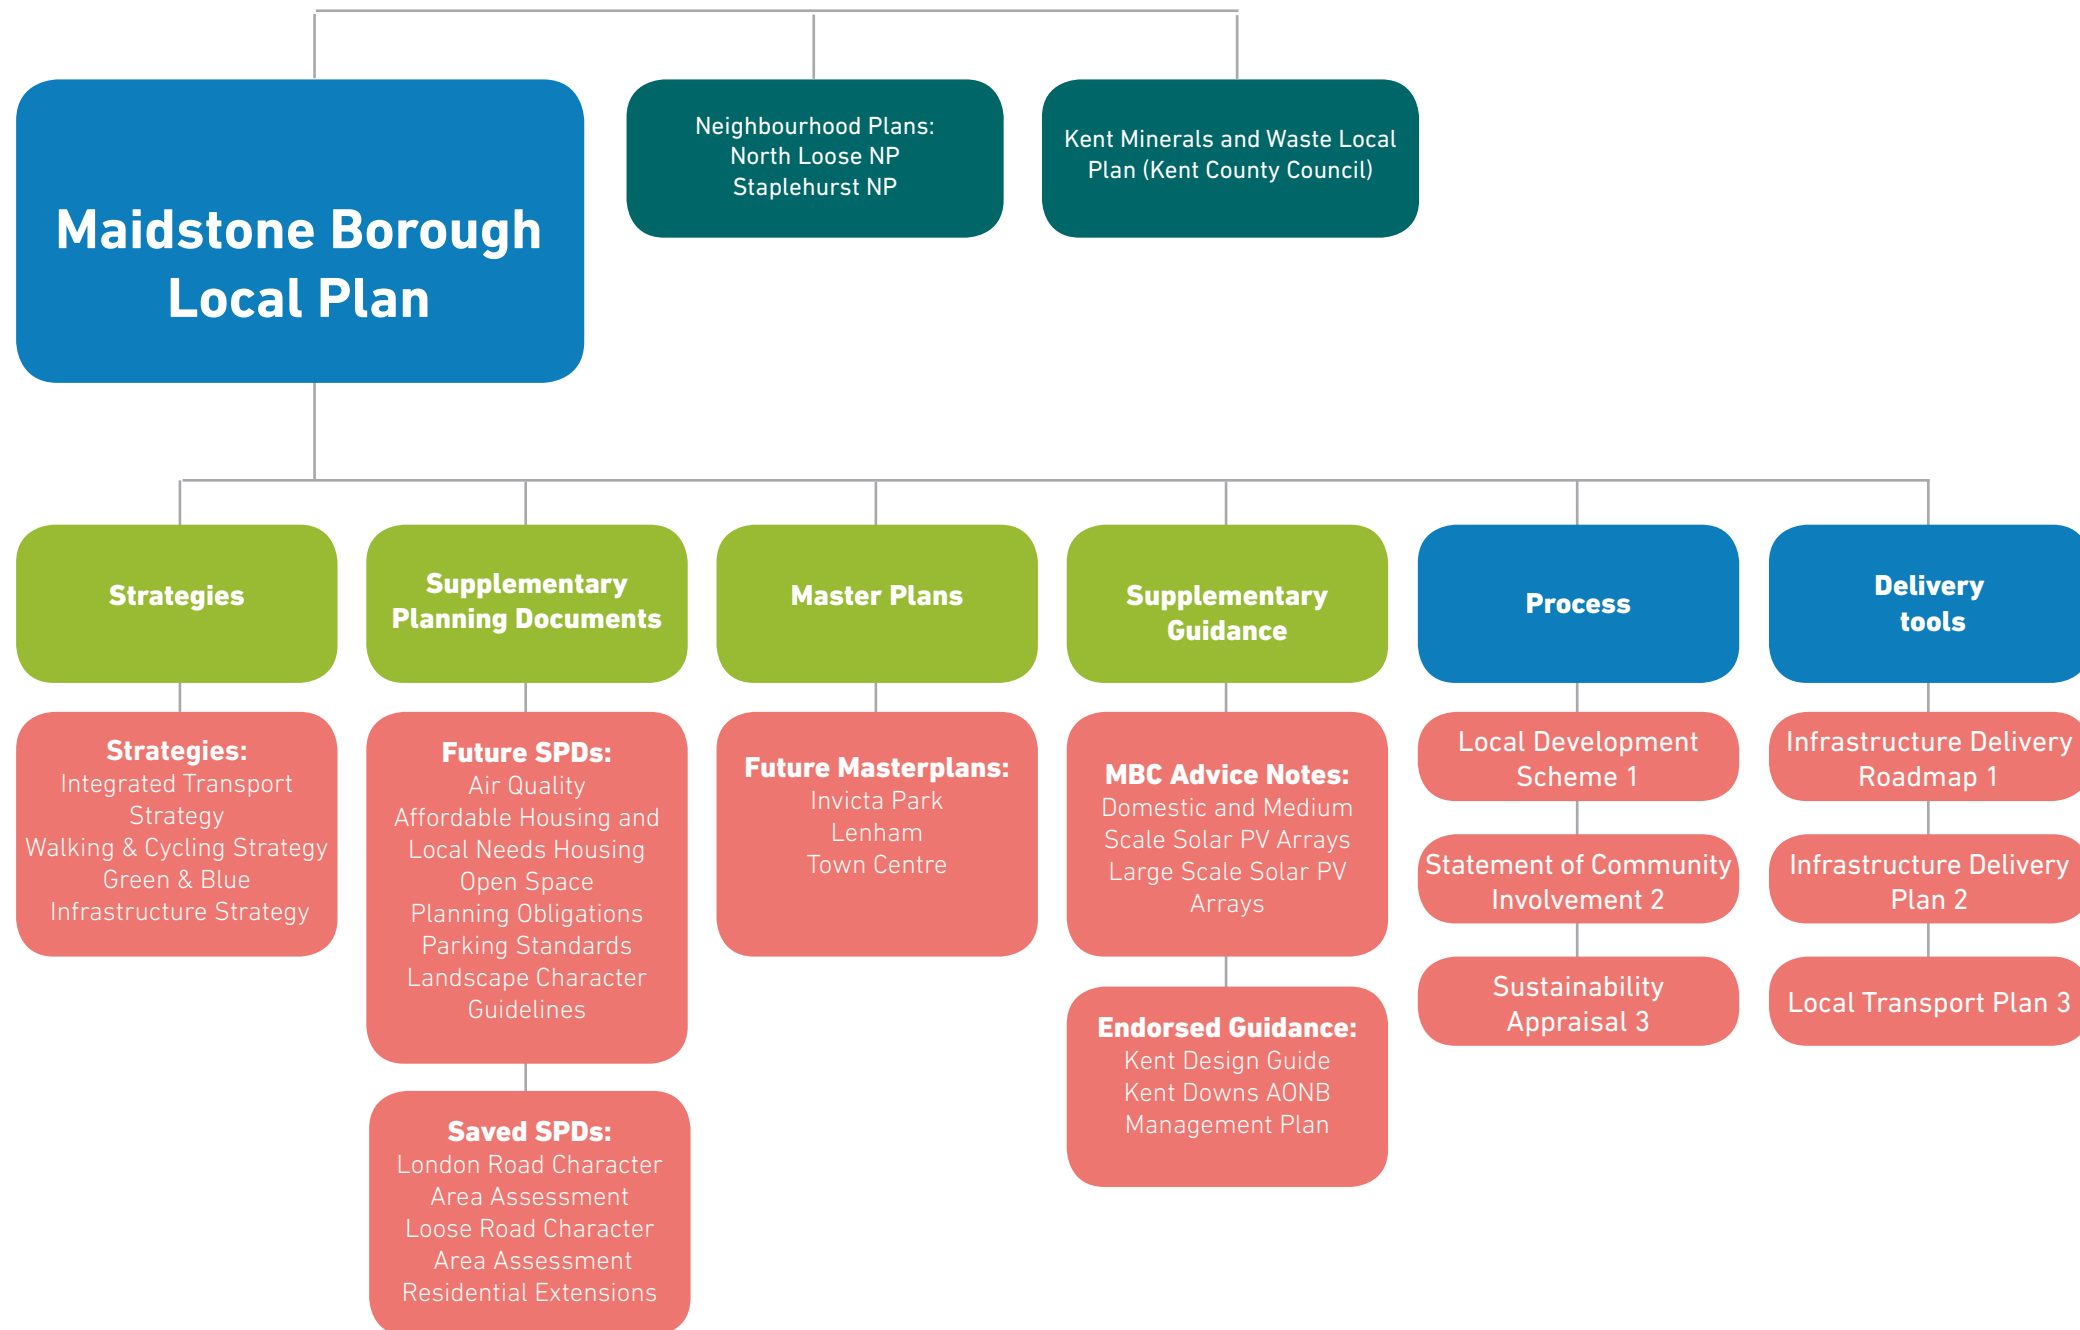 Maidstone Borough
Local Plan
Neighbourhood Plans:
North Loose NP
Staplehurst NP
Kent Minerals and Waste Local
Plan (Kent County Council)
Strategies
Supplementary
Planning Documents
Master Plans
Supplementary
Guidance
Process
Delivery
tools
Strategies:
Integrated Transport
Strategy
Walking & Cycling Strategy
Green & Blue
Infrastructure Strategy
Future SPDs:
Air Quality
Affordable Housing and
Local Needs Housing
Open Space
Planning Obligations
Parking Standards
Landscape Character
Guidelines
Saved SPDs:
London Road Character
Area Assessment
Loose Road Character
Area Assessment
Residential Extensions
Future Masterplans:
Invicta Park
Lenham
Town Centre
MBC Advice Notes:
Domestic and Medium
Scale Solar PV Arrays
Large Scale Solar PV
Arrays
Endorsed Guidance:
Kent Design Guide
Kent Downs AONB
Management Plan
Local Development
Scheme 1
Statement of Community
Involvement 2
Sustainability
Appraisal 3
Infrastructure Delivery
Roadmap 1
Infrastructure Delivery
Plan 2
Local Transport Plan 3